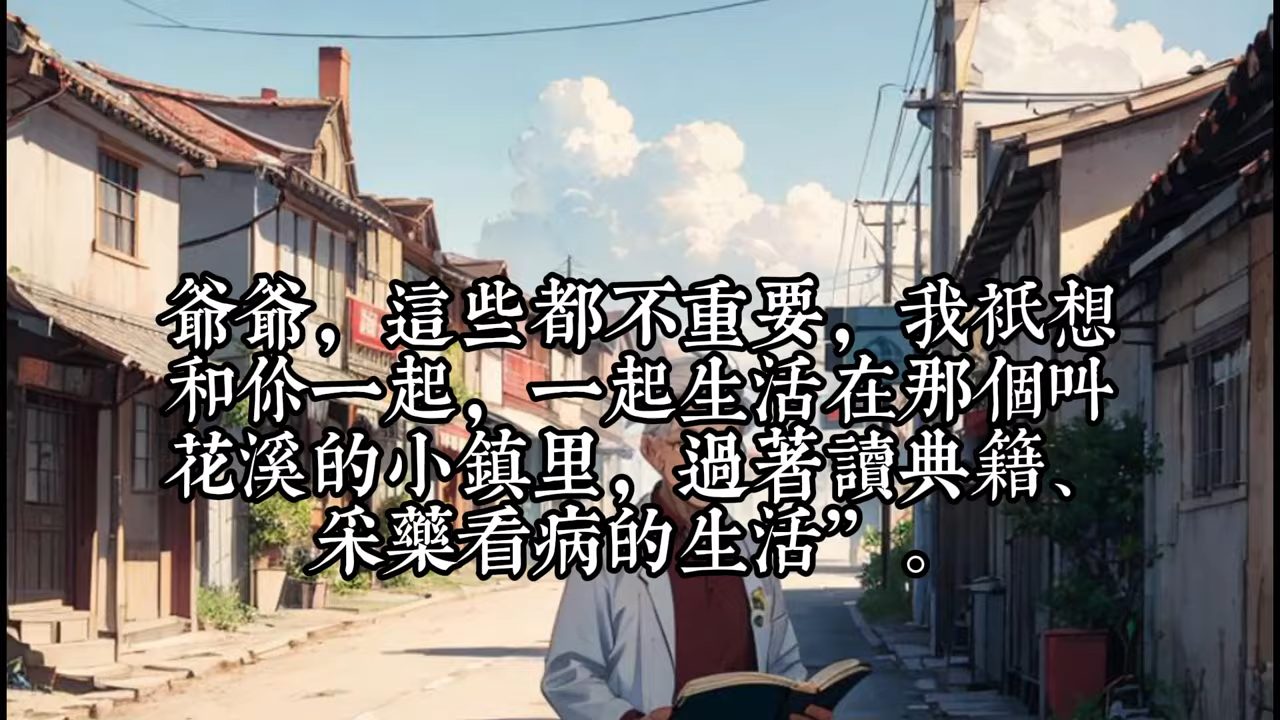 爺爺，這些都不重要，我祇想
和你一起，一起生活在那個叫
花溪的小鎮里，過著讀典籍、
采藥看病的生活”。